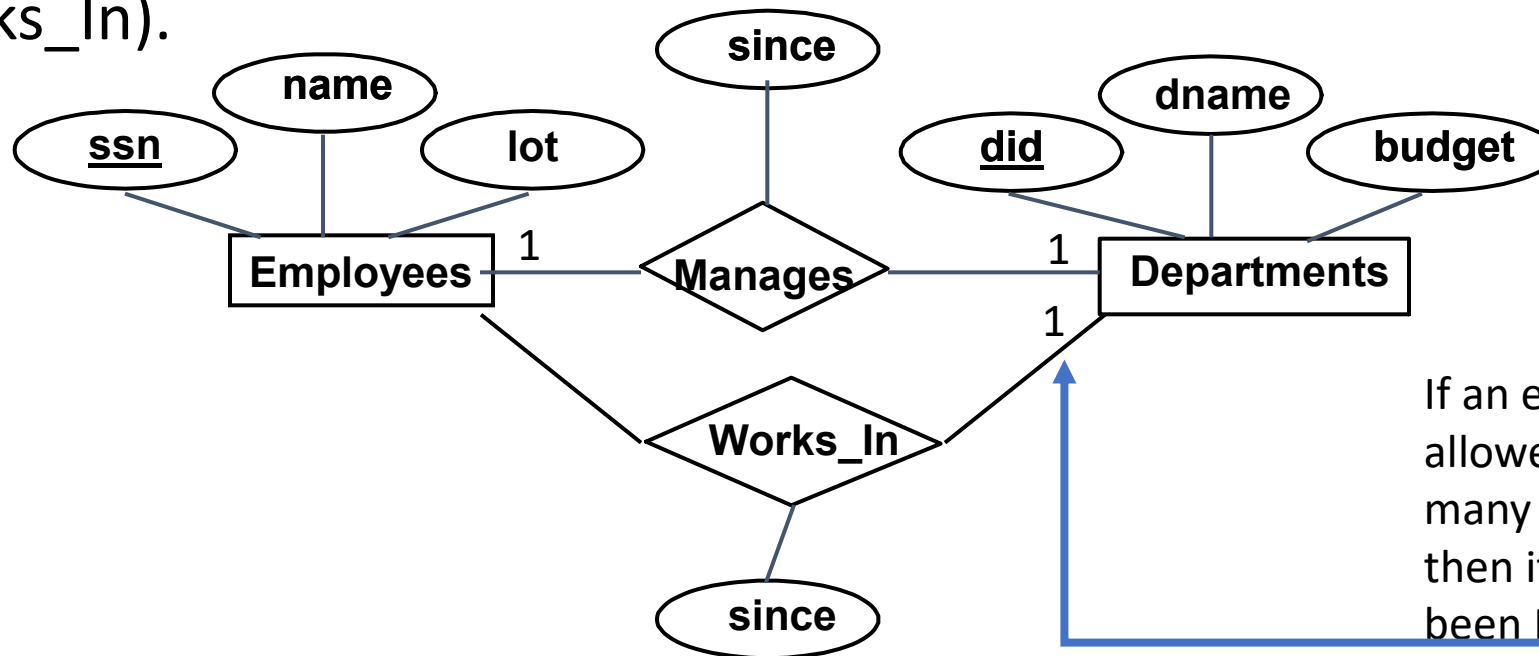 ks_In).
since
name
dname
ssn
lot
did
budget
1
1
Employees
Manages
Departments
1
If an e
allowe
many
Works_In
then it
been
since